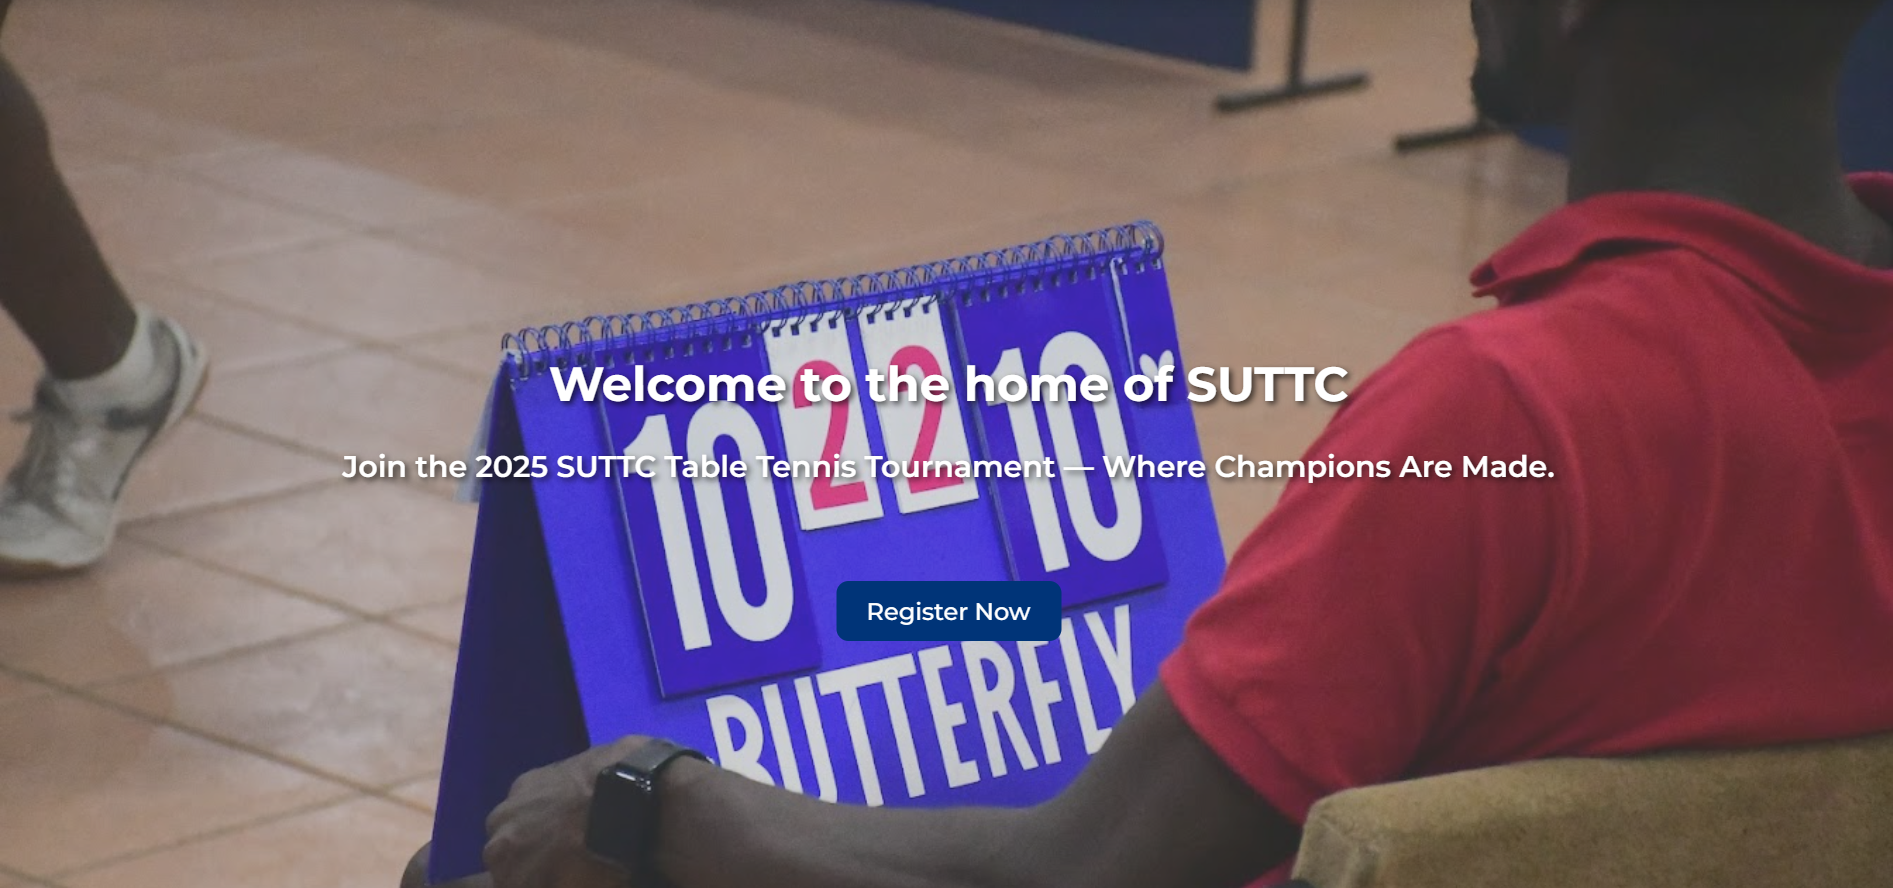 Welcome to the home of SUTTC
Join the 2025 SUTTC Table Tennis Tournament — Where Champions Are Made.
10 2 2 10
Register Now
BUTTERFLY